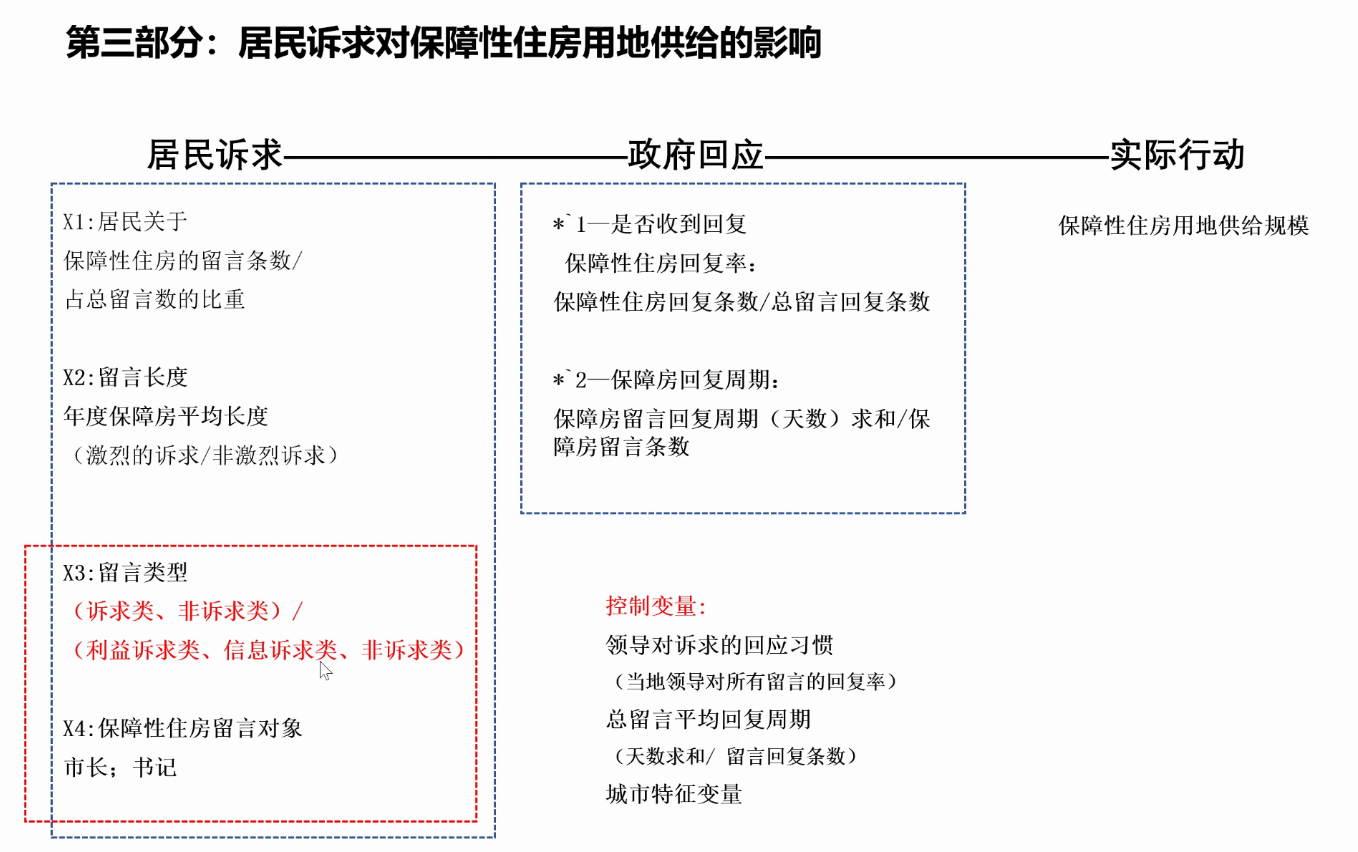 第三部分：居民诉求对保障性住房用地供给的影响
居民诉求——政府回应——实际行动
X1:居民关于
保障性住房的留言条数/
占总留言数的比重
X2:留言长度
年度保障房平均长度
（激烈的诉求/非激烈诉求）
X3:留言类型
（诉求类、非诉求类）/
（利益诉求类、信息诉求类、非诉求类）
X4:保障性住房留言对象
市长；书记
*`1—是否收到回复
保障性住房回复率：
保障性住房回复条数/总留言回复条数
*`2—保障房回复周期：
保障房留言回复周期（天数）求和/保
障房留言条数
控制变量:
领导对诉求的回应习惯
（当地领导对所有留言的回复率）
总留言平均回复周期
（天数求和/ 留言回复条数）
城市特征变量
保障性住房用地供给规模